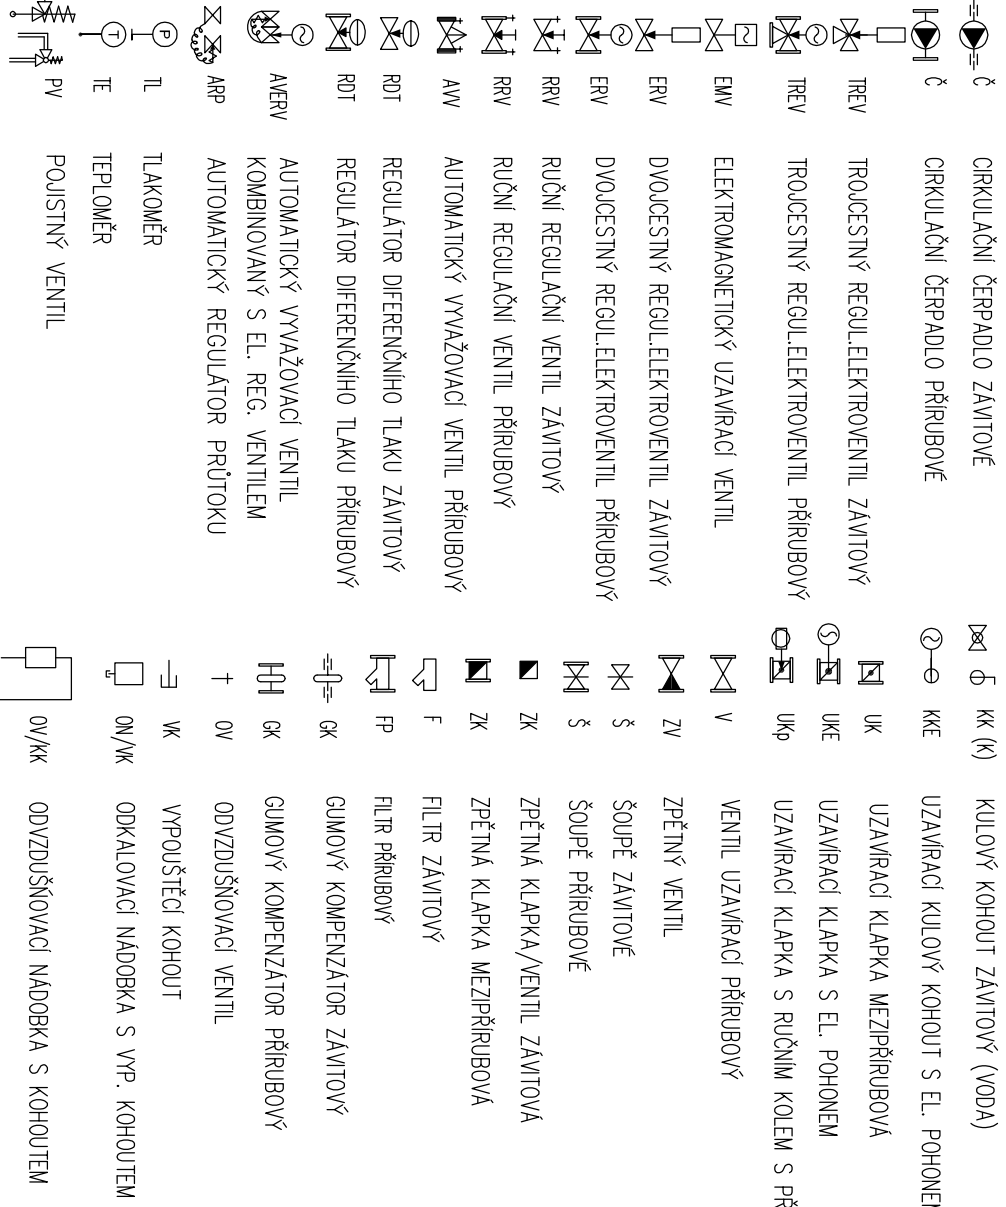 Č CIRKULAČNÍ ČERPADLO ZÁVITOVÉ
Č CIRKULAČNÍ ČERPADLO PŘÍRUBOVÉ
TREV TROJCESTNÝ REGUL.ELEKTROVENTIL ZÁVITOVÝ
TREV TROJCESTNÝ REGUL.ELEKTROVENTIL PŘÍRUBOVÝ
EMV ELEKTROMAGNETICKÝ UZAVÍRACÍ VENTIL
ERV DVOJCESTNÝ REGUL.ELEKTROVENTIL ZÁVITOVÝ
ERV DVOJCESTNÝ REGUL.ELEKTROVENTIL PŘÍRUBOVÝ
RRV RUČNÍ REGULAČNÍ VENTIL ZÁVITOVÝ
RRV RUČNÍ REGULAČNÍ VENTIL PŘÍRUBOVÝ
AVV AUTOMATICKÝ VYVAŽOVACÍ VENTIL PŘÍRUBOVÝ
RDT REGULÁTOR DIFERENČNÍHO TLAKU ZÁVITOVÝ
RDT REGULÁTOR DIFERENČNÍHO TLAKU PŘÍRUBOVÝ
AVERV AUTOMATICKÝ VYVAŽOVACÍ VENTIL
KOMBINOVANÝ S EL. REG. VENTILEM
ARP AUTOMATICKÝ REGULÁTOR PRŮTOKU
P TL TLAKOMĚR
T TE TEPLOMĚR
PV POJISTNÝ VENTIL
KK (K) KULOVÝ KOHOUT ZÁVITOVÝ (VODA)
KKE UZAVÍRACÍ KULOVÝ KOHOUT S EL. POHONEM
UK UZAVÍRACÍ KLAPKA MEZIPŘÍRUBOVÁ
UKE UZAVÍRACÍ KLAPKA S EL. POHONEM
UKp UZAVÍRACÍ KLAPKA S RUČNÍM KOLEM S PŘ
V VENTIL UZAVÍRACÍ PŘÍRUBOVÝ
ZV ZPĚTNÝ VENTIL
Š ŠOUPĚ ZÁVITOVÉ
Š ŠOUPĚ PŘÍRUBOVÉ
ZK ZPĚTNÁ KLAPKA/VENTIL ZÁVITOVÁ
ZK ZPĚTNÁ KLAPKA MEZIPŘÍRUBOVÁ
F FILTR ZÁVITOVÝ
FP FILTR PŘÍRUBOVÝ
GK GUMOVÝ KOMPENZÁTOR ZÁVITOVÝ
GK GUMOVÝ KOMPENZÁTOR PŘÍRUBOVÝ
OV ODVZDUŠŇOVACÍ VENTIL
VK VYPOUŠTĚCÍ KOHOUT
ON/VK ODKALOVACÍ NÁDOBKA S VYP. KOHOUTEM
OV/KK ODVZDUŠŇOVACÍ NÁDOBKA S KOHOUTEM